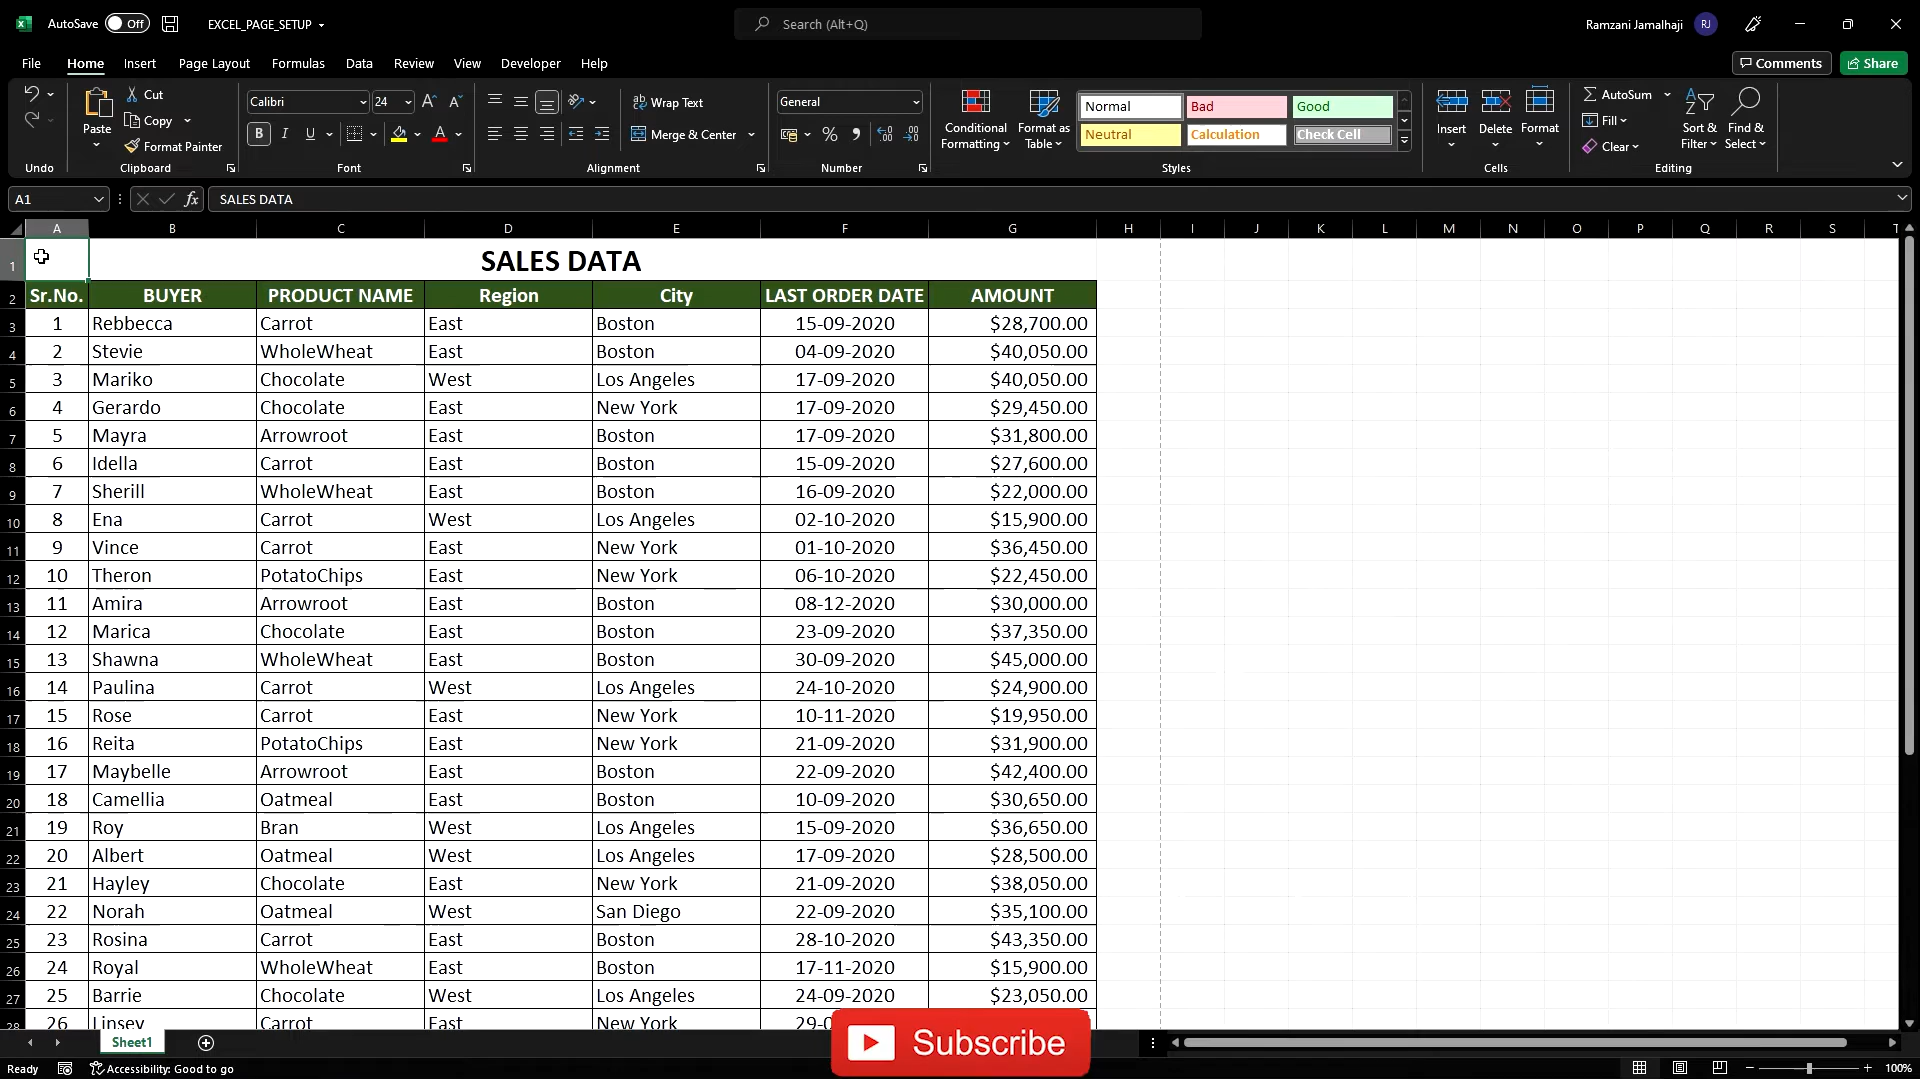 AutoSave Off EXCEL_PAGE_SETUP Search (Alt+Q) Ramzani Jamalhaji RJ
File Home Insert Page Layout Formulas Data Review View Developer Help Comments Share
Paste Cut Copy Format Painter
Calibri 24 B I U A
Wrap Text Merge & Center
General % ,
Conditional Formatting Format as Table Normal Bad Good
Neutral Calculation Check Cell
Insert Delete Format
AutoSum Fill Clear Sort & Filter Find & Select
Undo Clipboard Font Alignment Number Styles Cells Editing
A1 fx SALES DATA
A B C D E F G H I J K L M N O P Q R S T
1 SALES DATA
2 Sr.No. BUYER PRODUCT NAME Region City LAST ORDER DATE AMOUNT
3 1 Rebbecca Carrot East Boston 15-09-2020 $28,700.00
4 2 Stevie WholeWheat East Boston 04-09-2020 $40,050.00
5 3 Mariko Chocolate West Los Angeles 17-09-2020 $40,050.00
6 4 Gerardo Chocolate East New York 17-09-2020 $29,450.00
7 5 Mayra Arrowroot East Boston 17-09-2020 $31,800.00
8 6 Idella Carrot East Boston 15-09-2020 $27,600.00
9 7 Sherill WholeWheat East Boston 16-09-2020 $22,000.00
10 8 Ena Carrot West Los Angeles 02-10-2020 $15,900.00
11 9 Vince Carrot East New York 01-10-2020 $36,450.00
12 10 Theron PotatoChips East New York 06-10-2020 $22,450.00
13 11 Amira Arrowroot East Boston 08-12-2020 $30,000.00
14 12 Marica Chocolate East Boston 23-09-2020 $37,350.00
15 13 Shawna WholeWheat East Boston 30-09-2020 $45,000.00
16 14 Paulina Carrot West Los Angeles 24-10-2020 $24,900.00
17 15 Rose Carrot East New York 10-11-2020 $19,950.00
18 16 Reita PotatoChips East New York 21-09-2020 $31,900.00
19 17 Maybelle Arrowroot East Boston 22-09-2020 $42,400.00
20 18 Camellia Oatmeal East Boston 10-09-2020 $30,650.00
21 19 Roy Bran West Los Angeles 15-09-2020 $36,650.00
22 20 Albert Oatmeal West Los Angeles 17-09-2020 $28,500.00
23 21 Hayley Chocolate East New York 21-09-2020 $38,050.00
24 22 Norah Oatmeal West San Diego 22-09-2020 $35,100.00
25 23 Rosina Carrot East Boston 28-10-2020 $43,350.00
26 24 Royal WholeWheat East Boston 17-11-2020 $15,900.00
27 25 Barrie Chocolate West Los Angeles 24-09-2020 $23,050.00
28 26 Linsey Carrot East New York
Sheet1
Subscribe
Ready Accessibility: Good to go 100%